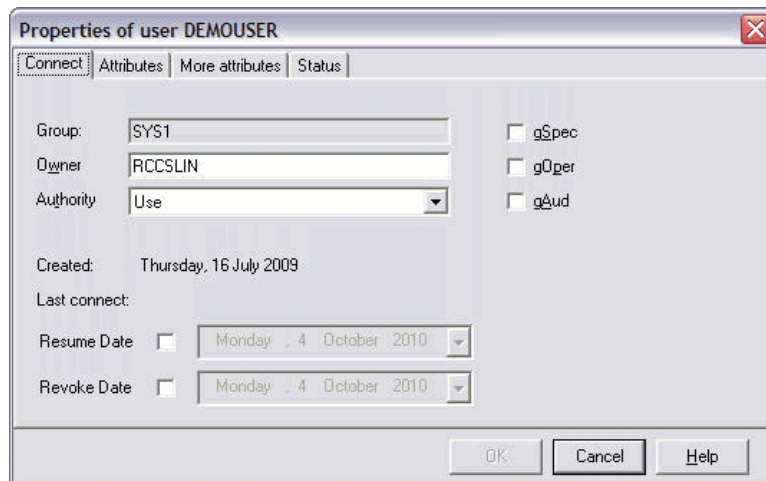 Properties of user DEMOUSER
Connect Attributes More attributes Status
Group: SYS1 gSpec
Owner RCCSLIN gOper
Authority Use gAud
Created: Thursday, 16 July 2009
Last connect:
Resume Date Monday , 4 October 2010
Revoke Date Monday , 4 October 2010
OK Cancel Help